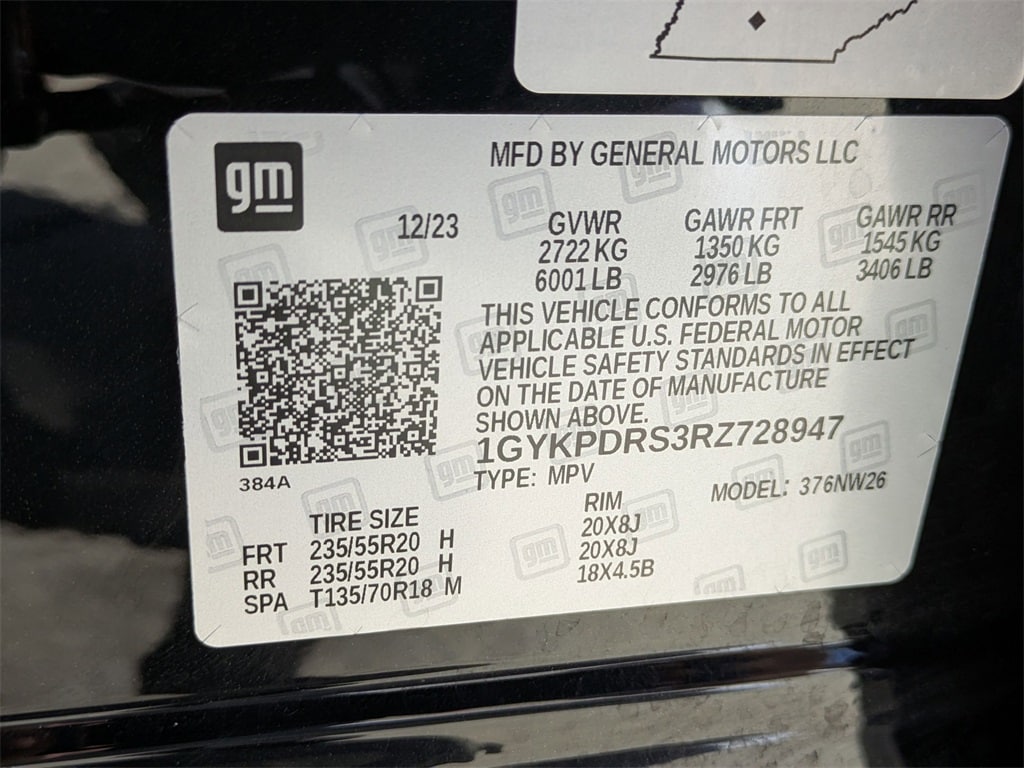 gm
MFD BY GENERAL MOTORS LLC
12/23
GVWR GAWR FRT GAWR RR
2722 KG 1350 KG 1545 KG
6001 LB 2976 LB 3406 LB
THIS VEHICLE CONFORMS TO ALL
APPLICABLE U.S. FEDERAL MOTOR
VEHICLE SAFETY STANDARDS IN EFFECT
ON THE DATE OF MANUFACTURE
SHOWN ABOVE.
1GYKPDRS3RZ728947
TYPE: MPV
MODEL: 376NW26
384A
TIRE SIZE RIM
FRT 235/55R20 H 20X8J
RR 235/55R20 H 20X8J
SPA T135/70R18 M 18X4.5B